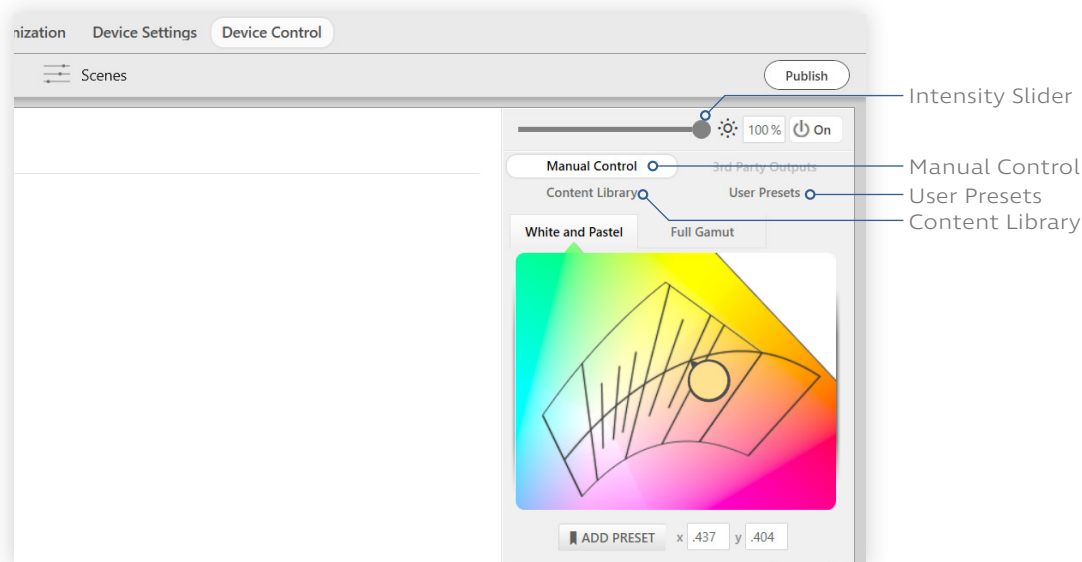 nization Device Settings Device Control
Scenes Publish
Intensity Slider
100 % On
Manual Control 3rd Party Outputs
Manual Control
Content Library User Presets
User Presets
Content Library
White and Pastel Full Gamut
ADD PRESET x .437 y .404